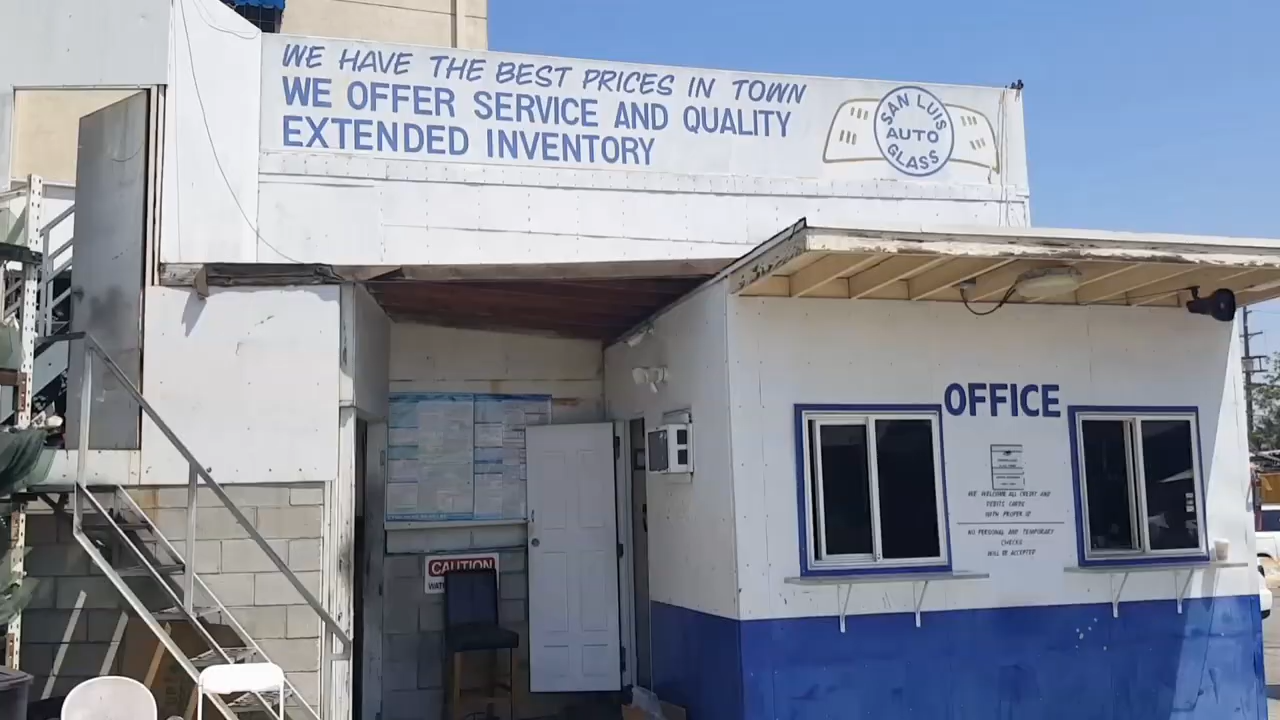 WE HAVE THE BEST PRICES IN TOWN
WE OFFER SERVICE AND QUALITY
EXTENDED INVENTORY
SAN LUIS
AUTO
GLASS
OFFICE
WE WELCOME ALL CREDIT AND
DEBITS CARDS
WITH PROPER ID
NO PERSONAL AND TEMPORARY
CHECKS
WILL BE ACCEPTED
CAUTION